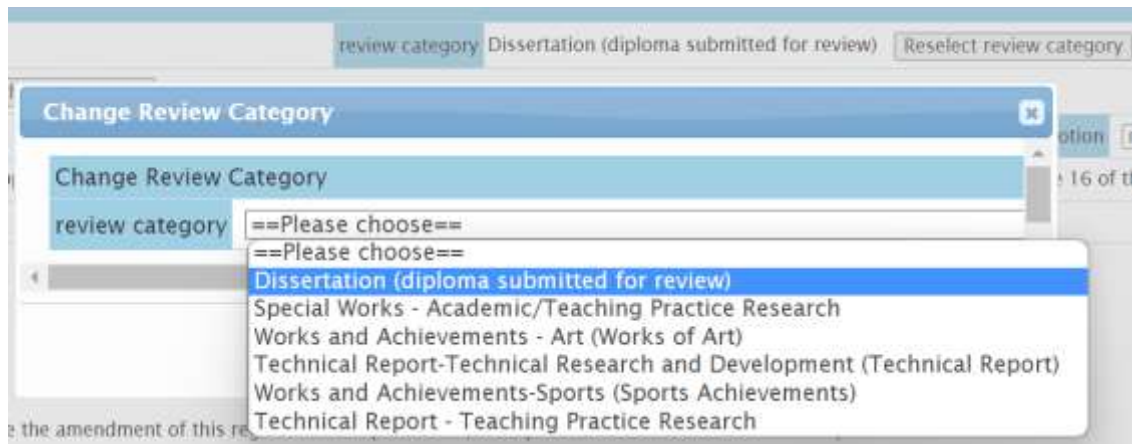 review category Dissertation (diploma submitted for review) Reselect review category
Change Review Category
otion
Change Review Category
16 of th
review category ==Please choose==
==Please choose==
Dissertation (diploma submitted for review)
Special Works - Academic/Teaching Practice Research
Works and Achievements - Art (Works of Art)
Technical Report-Technical Research and Development (Technical Report)
Works and Achievements-Sports (Sports Achievements)
Technical Report - Teaching Practice Research
the amendment of this